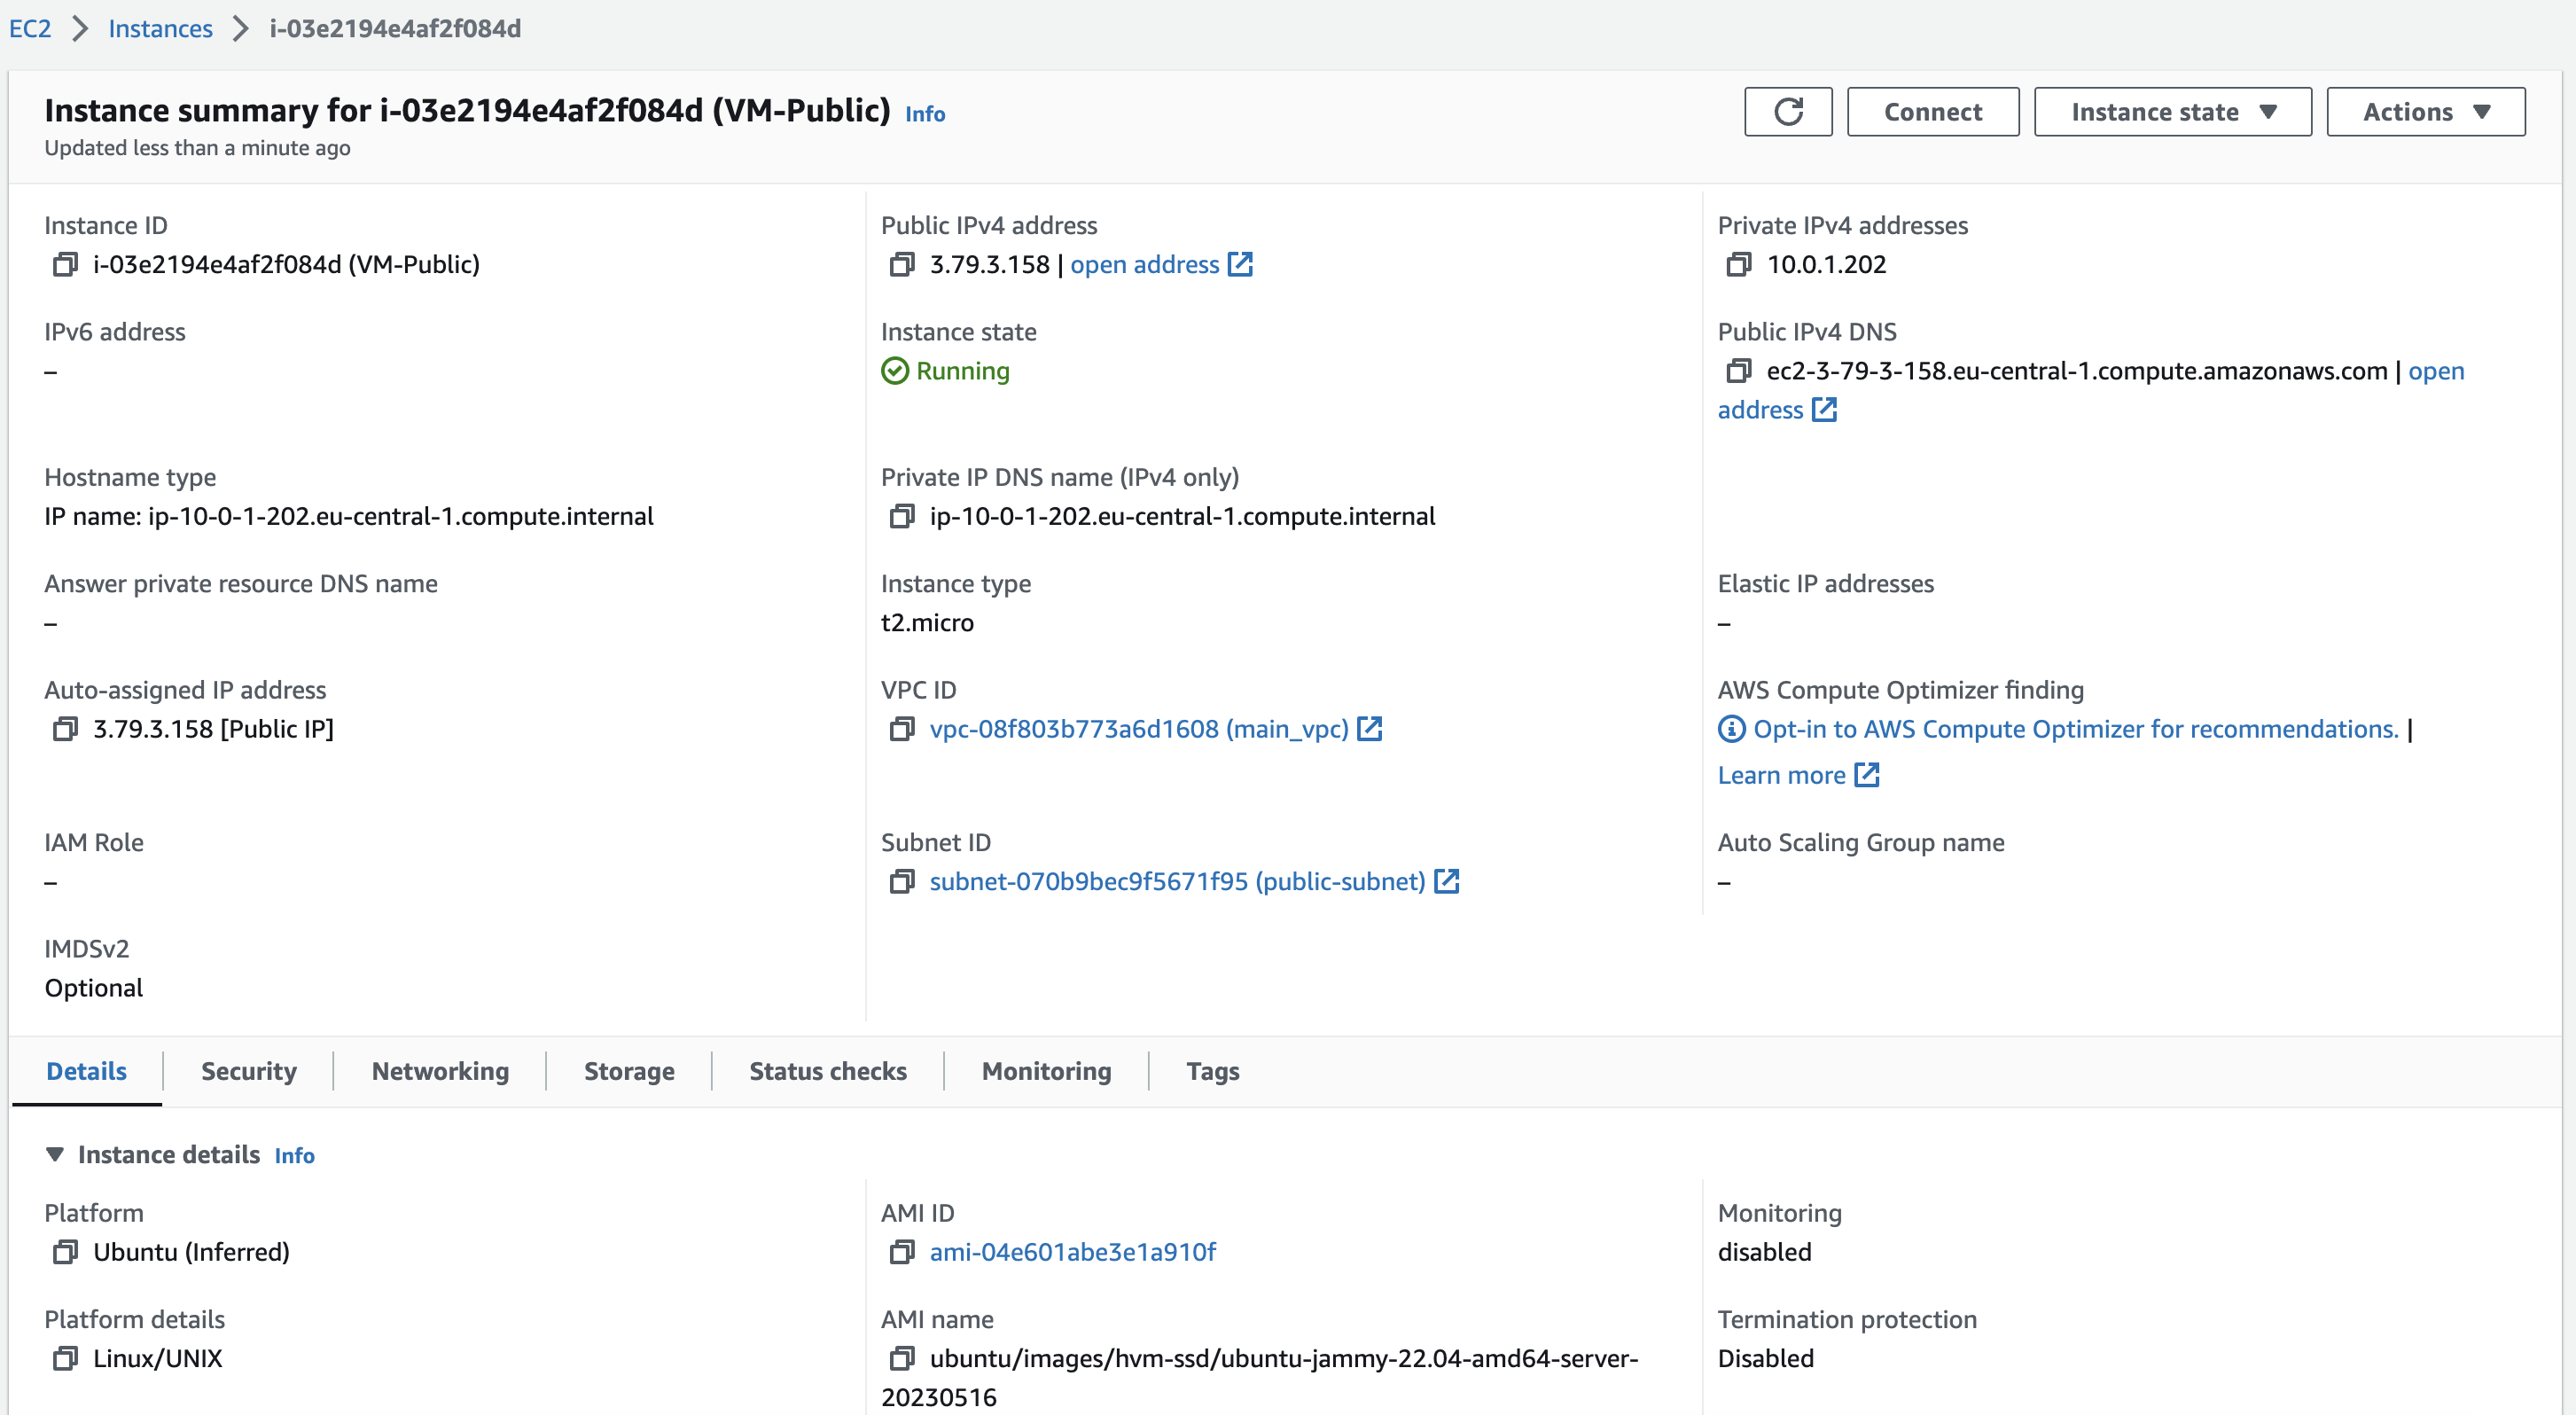 EC2 > Instances > i-03e2194e4af2f084d
Instance summary for i-03e2194e4af2f084d (VM-Public) Info
Updated less than a minute ago
Connect
Instance state
Actions
Instance ID
i-03e2194e4af2f084d (VM-Public)
Public IPv4 address
3.79.3.158 | open address
Private IPv4 addresses
10.0.1.202
IPv6 address
–
Instance state
Running
Public IPv4 DNS
ec2-3-79-3-158.eu-central-1.compute.amazonaws.com | open
address
Hostname type
IP name: ip-10-0-1-202.eu-central-1.compute.internal
Private IP DNS name (IPv4 only)
ip-10-0-1-202.eu-central-1.compute.internal
Answer private resource DNS name
–
Instance type
t2.micro
Elastic IP addresses
–
Auto-assigned IP address
3.79.3.158 [Public IP]
VPC ID
vpc-08f803b773a6d1608 (main_vpc)
AWS Compute Optimizer finding
Opt-in to AWS Compute Optimizer for recommendations. |
Learn more
IAM Role
–
Subnet ID
subnet-070b9bec9f5671f95 (public-subnet)
Auto Scaling Group name
–
IMDSv2
Optional
Details
Security
Networking
Storage
Status checks
Monitoring
Tags
Instance details Info
Platform
Ubuntu (Inferred)
AMI ID
ami-04e601abe3e1a910f
Monitoring
disabled
Platform details
Linux/UNIX
AMI name
ubuntu/images/hvm-ssd/ubuntu-jammy-22.04-amd64-server-
20230516
Termination protection
Disabled